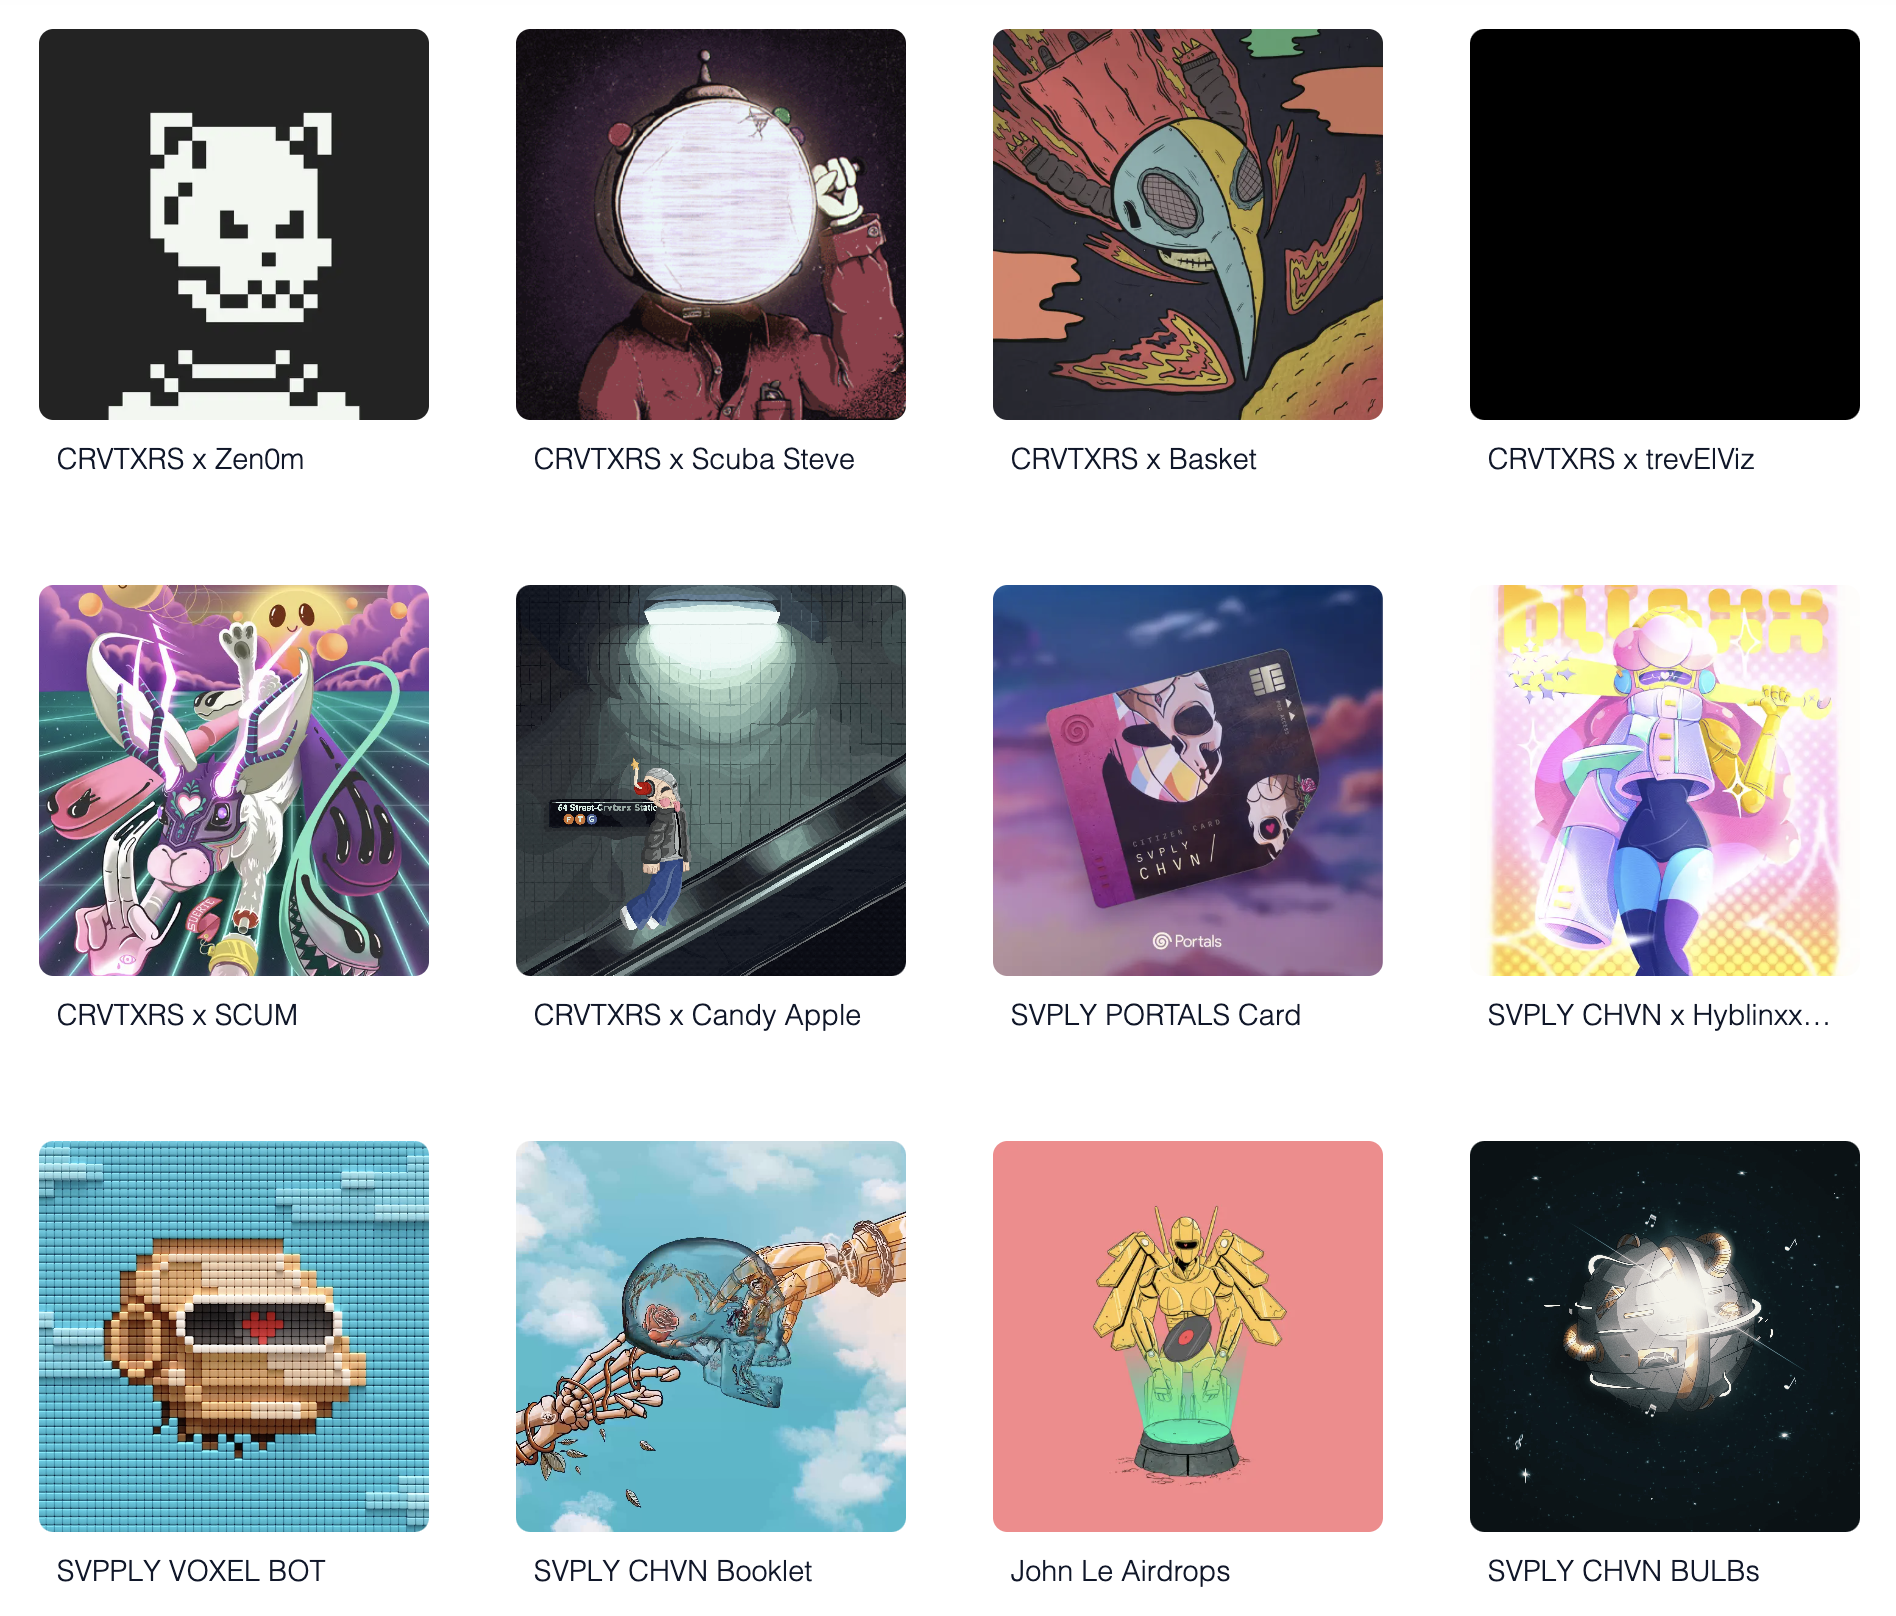 CRVTXRS x Zen0m
CRVTXRS x Scuba Steve
CRVTXRS x Basket
CRVTXRS x trevElViz
SUERTE
64 Street-Crvtxrs Static
F T G
CITIZEN CARD
SVPLY
CHVN /
Portals
CRVTXRS x SCUM
CRVTXRS x Candy Apple
SVPLY PORTALS Card
SVPLY CHVN x Hyblinxx...
SVPPLY VOXEL BOT
SVPLY CHVN Booklet
John Le Airdrops
SVPLY CHVN BULBs